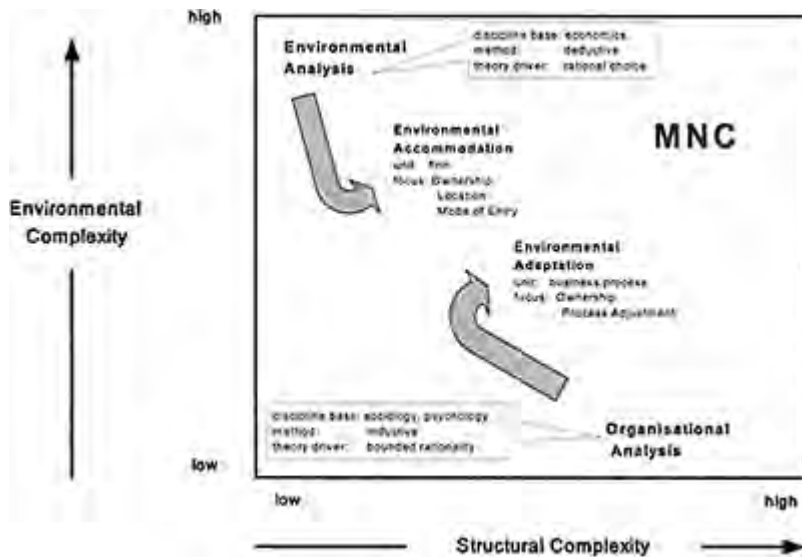 high
Environmental
Analysis
discipline base: economics
method: deductive
theory driver: rational choice
MNC
Environmental
Accommodation
unit: firm
focus: Ownership
Location
Mode of Entry
Environmental
Complexity
Environmental
Adaptation
unit: business process
focus: Ownership
Process Adjustment
discipline base: sociology, psychology
method: inductive
theory driver: bounded rationality
Organisational
Analysis
low
low
high
Structural Complexity